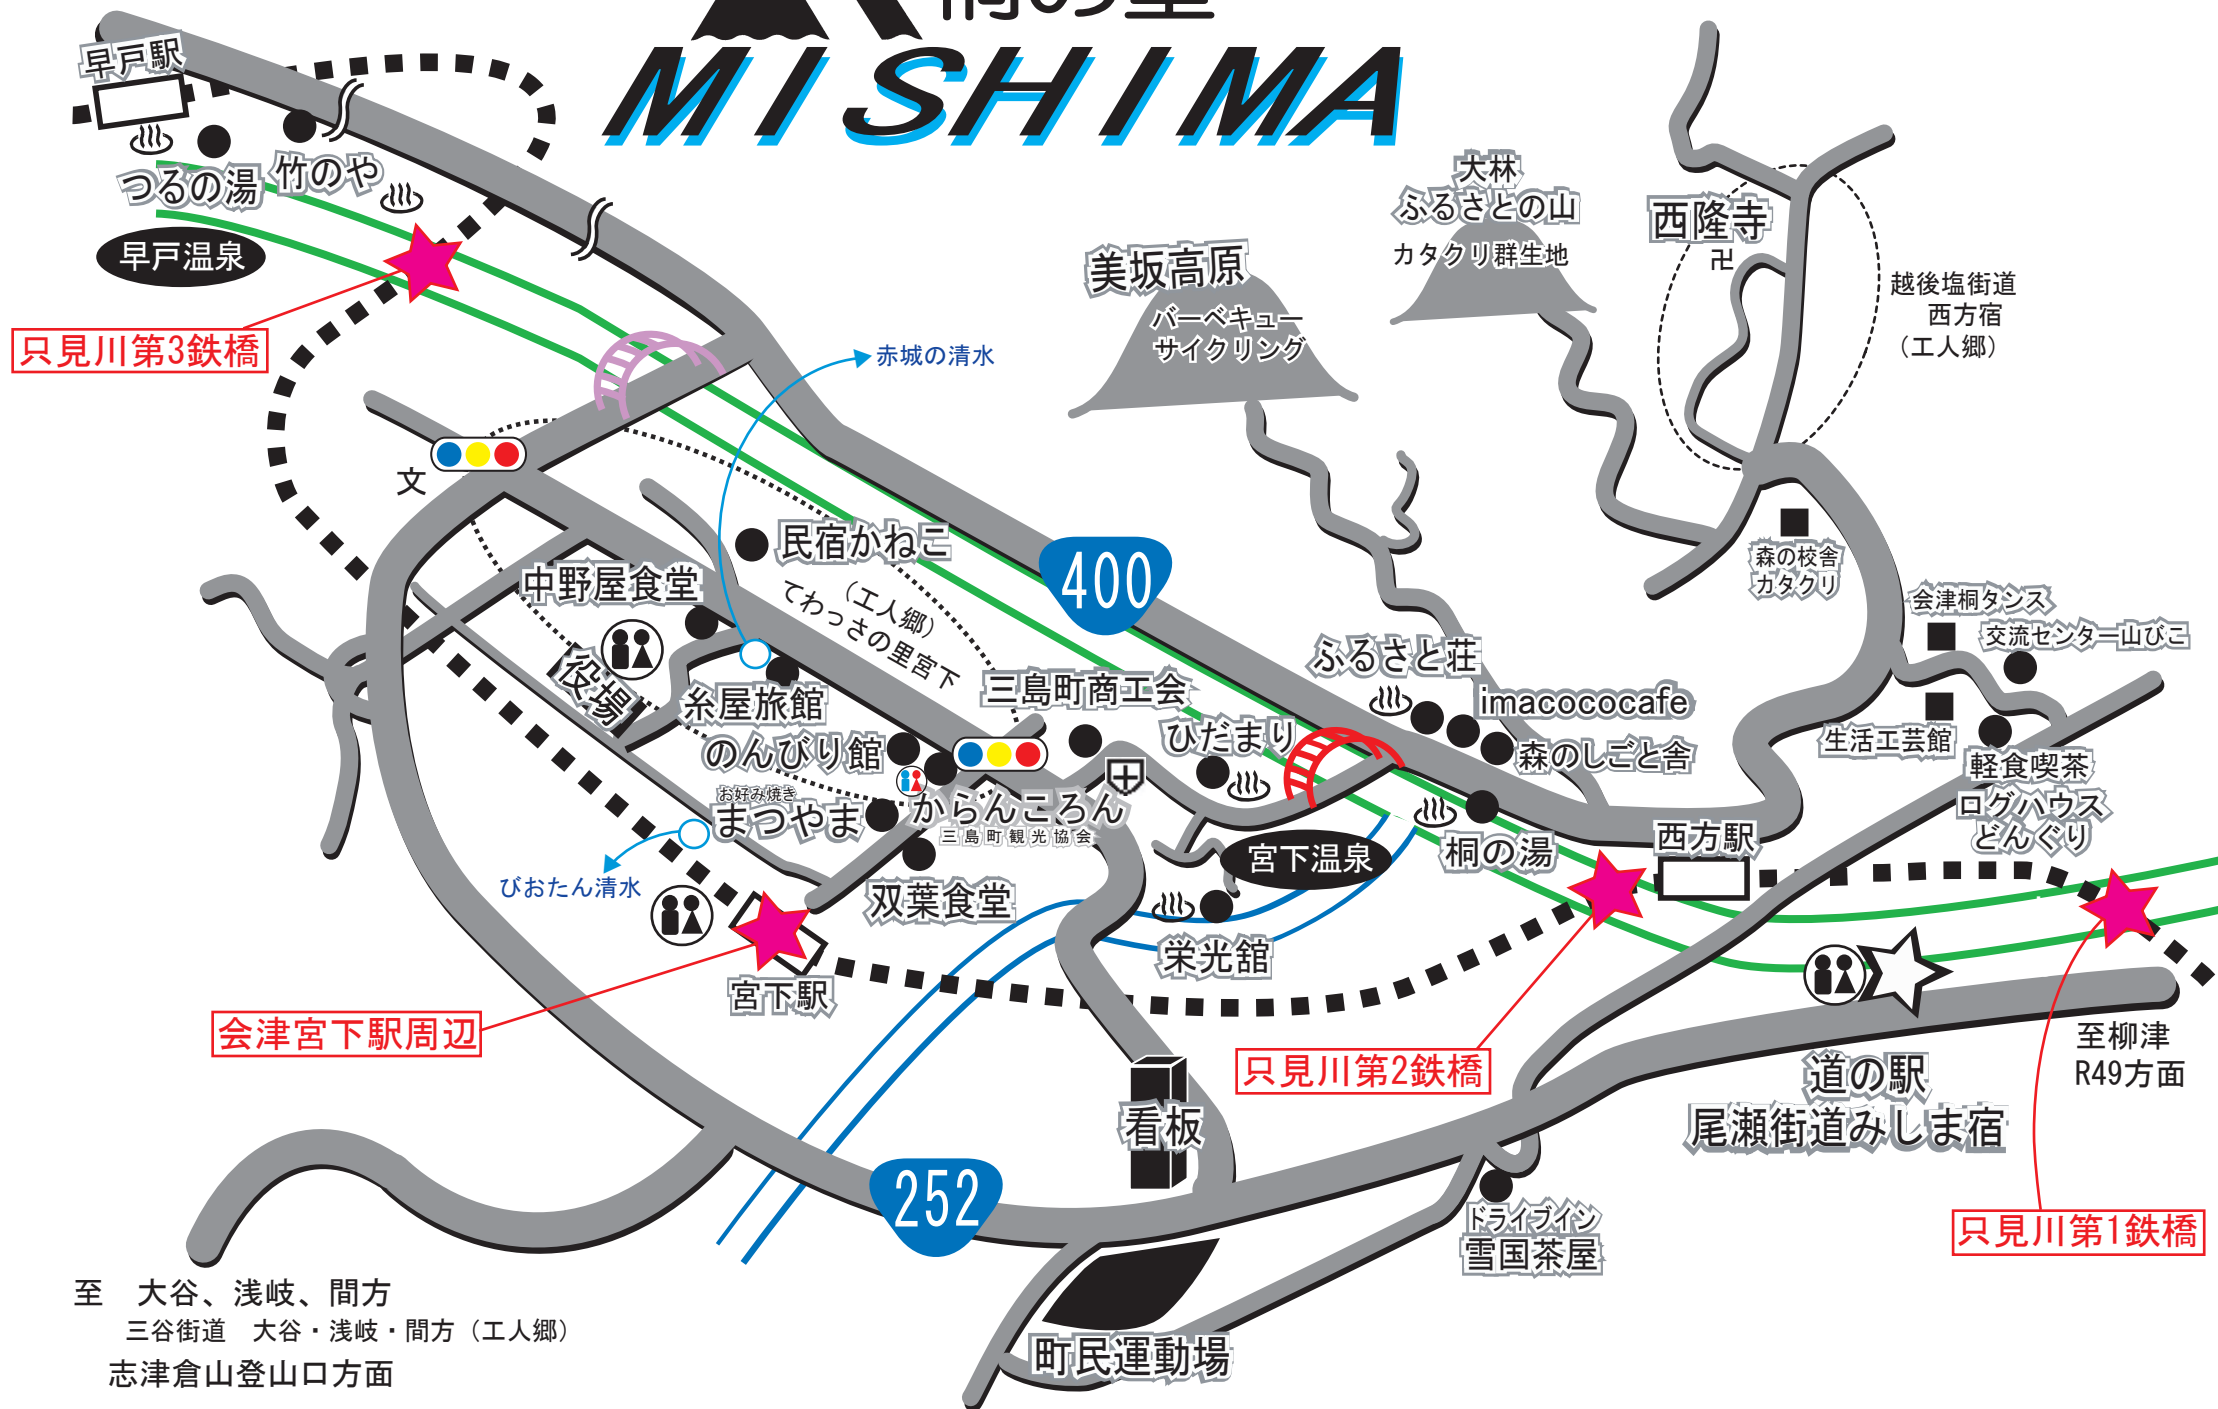 の里
MISHIMA
早戸駅
つるの湯
竹のや
早戸温泉
只見川第3鉄橋
大林
ふるさとの山
カタクリ群生地
西隆寺
卍
越後塩街道
西方宿
（工人郷）
美坂高原
バーベキュー
サイクリング
赤城の清水
文
民宿かねこ
中野屋食堂
（工人郷）
てわっさの里宮下
400
森の校舎
カタクリ
会津桐タンス
交流センター山びこ
役場
糸屋旅館
のんびり館
三島町商工会
ひだまり
ふるさと荘
imacococafe
森のしごと舎
生活工芸館
軽食喫茶
ログハウス
どんぐり
お好み焼き
まつやま
からんころん
三島町観光協会
宮下温泉
桐の湯
西方駅
びおたん清水
双葉食堂
栄光舘
宮下駅
会津宮下駅周辺
只見川第2鉄橋
至柳津
R49方面
道の駅
尾瀬街道みしま宿
看板
252
ドライブイン
雪国茶屋
只見川第1鉄橋
至　大谷、浅岐、間方
三谷街道　大谷・浅岐・間方（工人郷）
志津倉山登山口方面
町民運動場